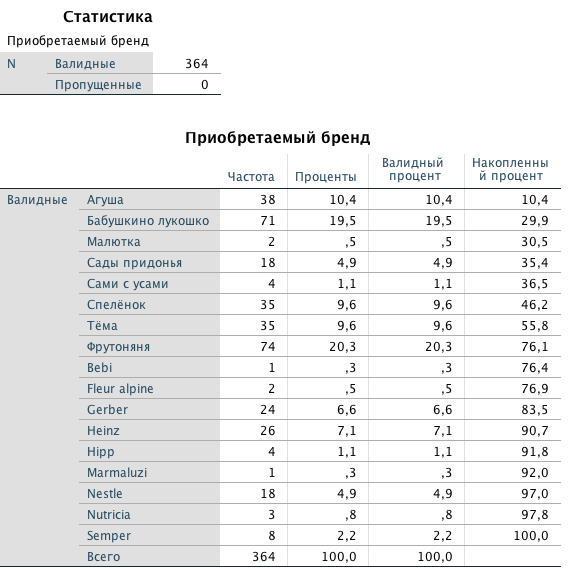 Статистика
Приобретаемый бренд
N Валидные 364
Пропущенные 0
Приобретаемый бренд
Частота Проценты Валидный процент Накопленны й процент
Валидные Агуша 38 10,4 10,4 10,4
Бабушкино лукошко 71 19,5 19,5 29,9
Малютка 2 ,5 ,5 30,5
Сады придонья 18 4,9 4,9 35,4
Сами с усами 4 1,1 1,1 36,5
Спелёнок 35 9,6 9,6 46,2
Тёма 35 9,6 9,6 55,8
Фрутоняня 74 20,3 20,3 76,1
Bebi 1 ,3 ,3 76,4
Fleur alpine 2 ,5 ,5 76,9
Gerber 24 6,6 6,6 83,5
Heinz 26 7,1 7,1 90,7
Hipp 4 1,1 1,1 91,8
Marmaluzi 1 ,3 ,3 92,0
Nestle 18 4,9 4,9 97,0
Nutricia 3 ,8 ,8 97,8
Semper 8 2,2 2,2 100,0
Всего 364 100,0 100,0